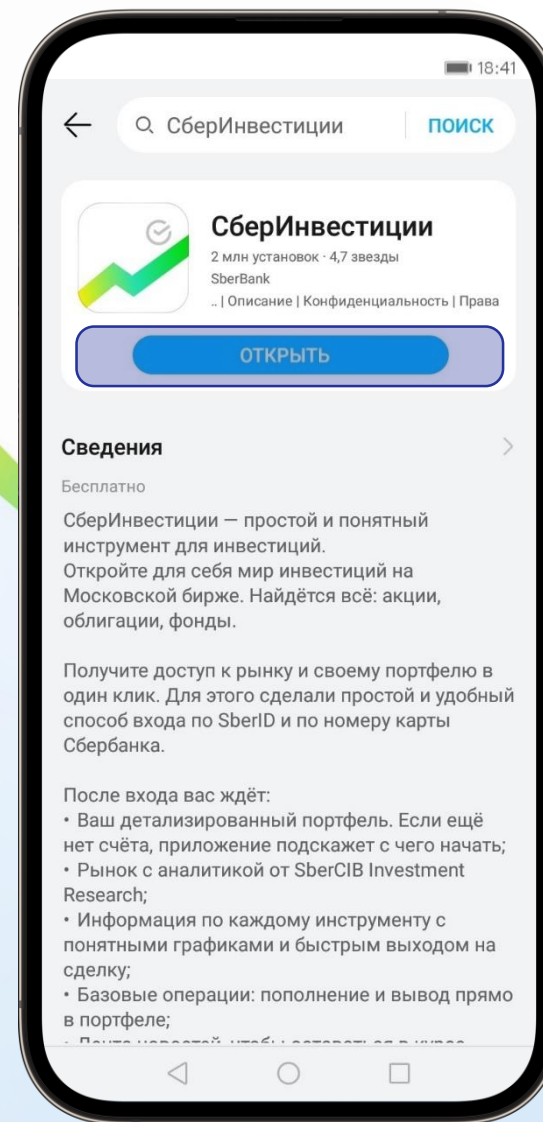 18:41
СберИнвестиции
ПОИСК
СберИнвестиции
2 млн установок · 4,7 звезды
SberBank
.. | Описание | Конфиденциальность | Права
ОТКРЫТЬ
Сведения
Бесплатно
СберИнвестиции — простой и понятный
инструмент для инвестиций.
Откройте для себя мир инвестиций на
Московской бирже. Найдётся всё: акции,
облигации, фонды.
Получите доступ к рынку и своему портфелю в
один клик. Для этого сделали простой и удобный
способ входа по SberID и по номеру карты
Сбербанка.
После входа вас ждёт:
• Ваш детализированный портфель. Если ещё
нет счёта, приложение подскажет с чего начать;
• Рынок с аналитикой от SberCIB Investment
Research;
• Информация по каждому инструменту с
понятными графиками и быстрым выходом на
сделку;
• Базовые операции: пополнение и вывод прямо
в портфеле;